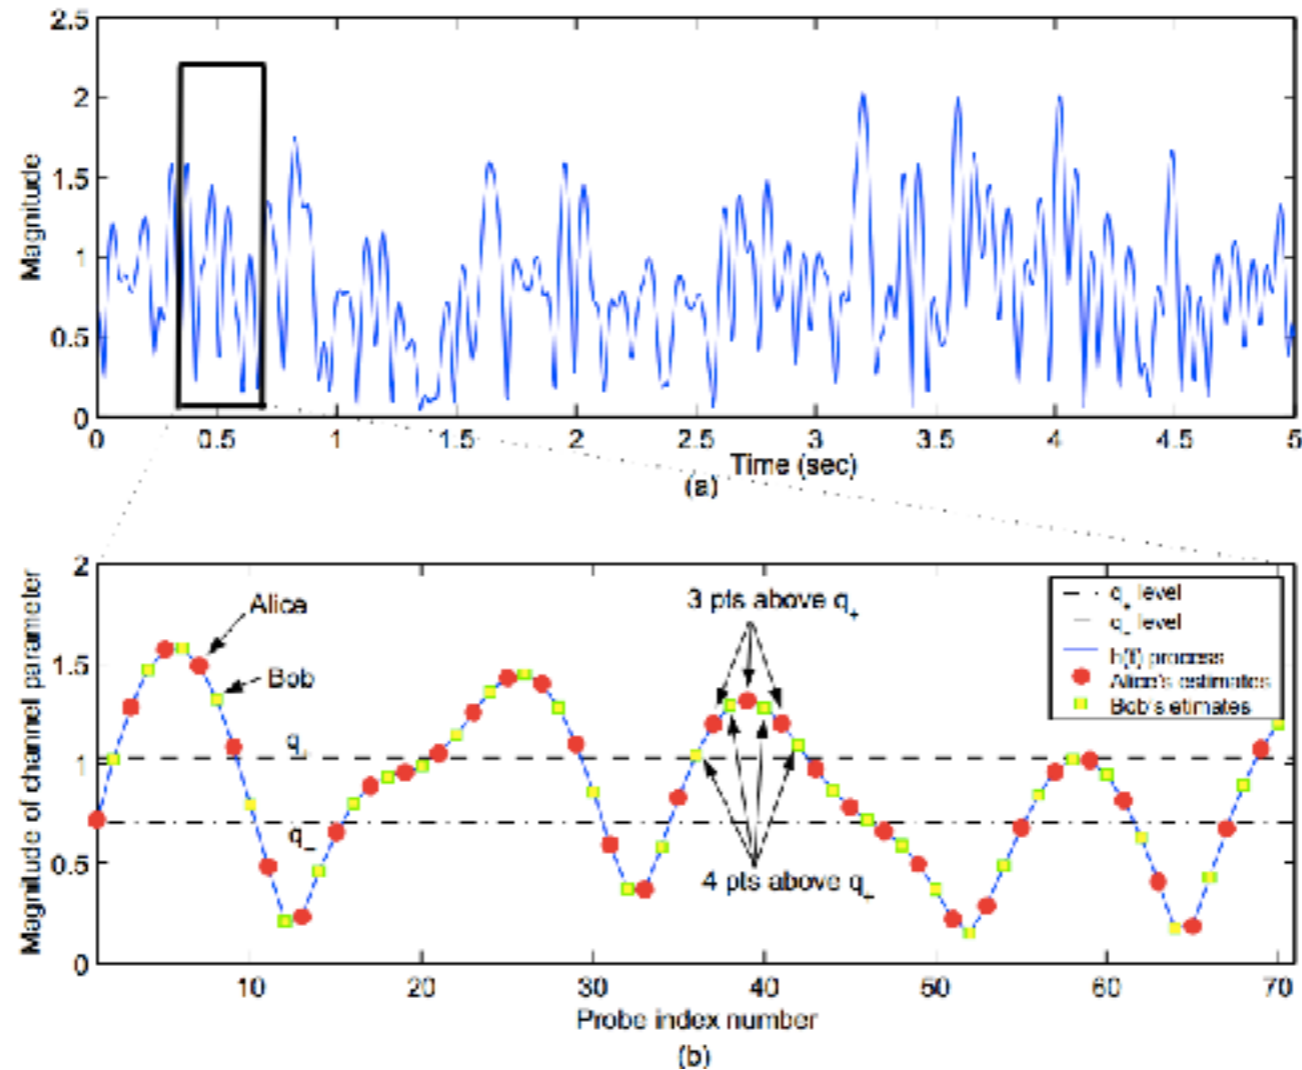 2.5
2
1.5
1
0.5
0
Magnitude
0 0.5 1 1.5 2 2.5 3 3.5 4 4.5 5
Time (sec)
(a)
2
1.5
1
0.5
0
Magnitude of channel parameter
Alice
Bob
q+
q−
3 pts above q+
4 pts above q+
q+ level
q− level
h(f) process
Alice's estimates
Bob's etimates
10 20 30 40 50 60 70
Probe index number
(b)